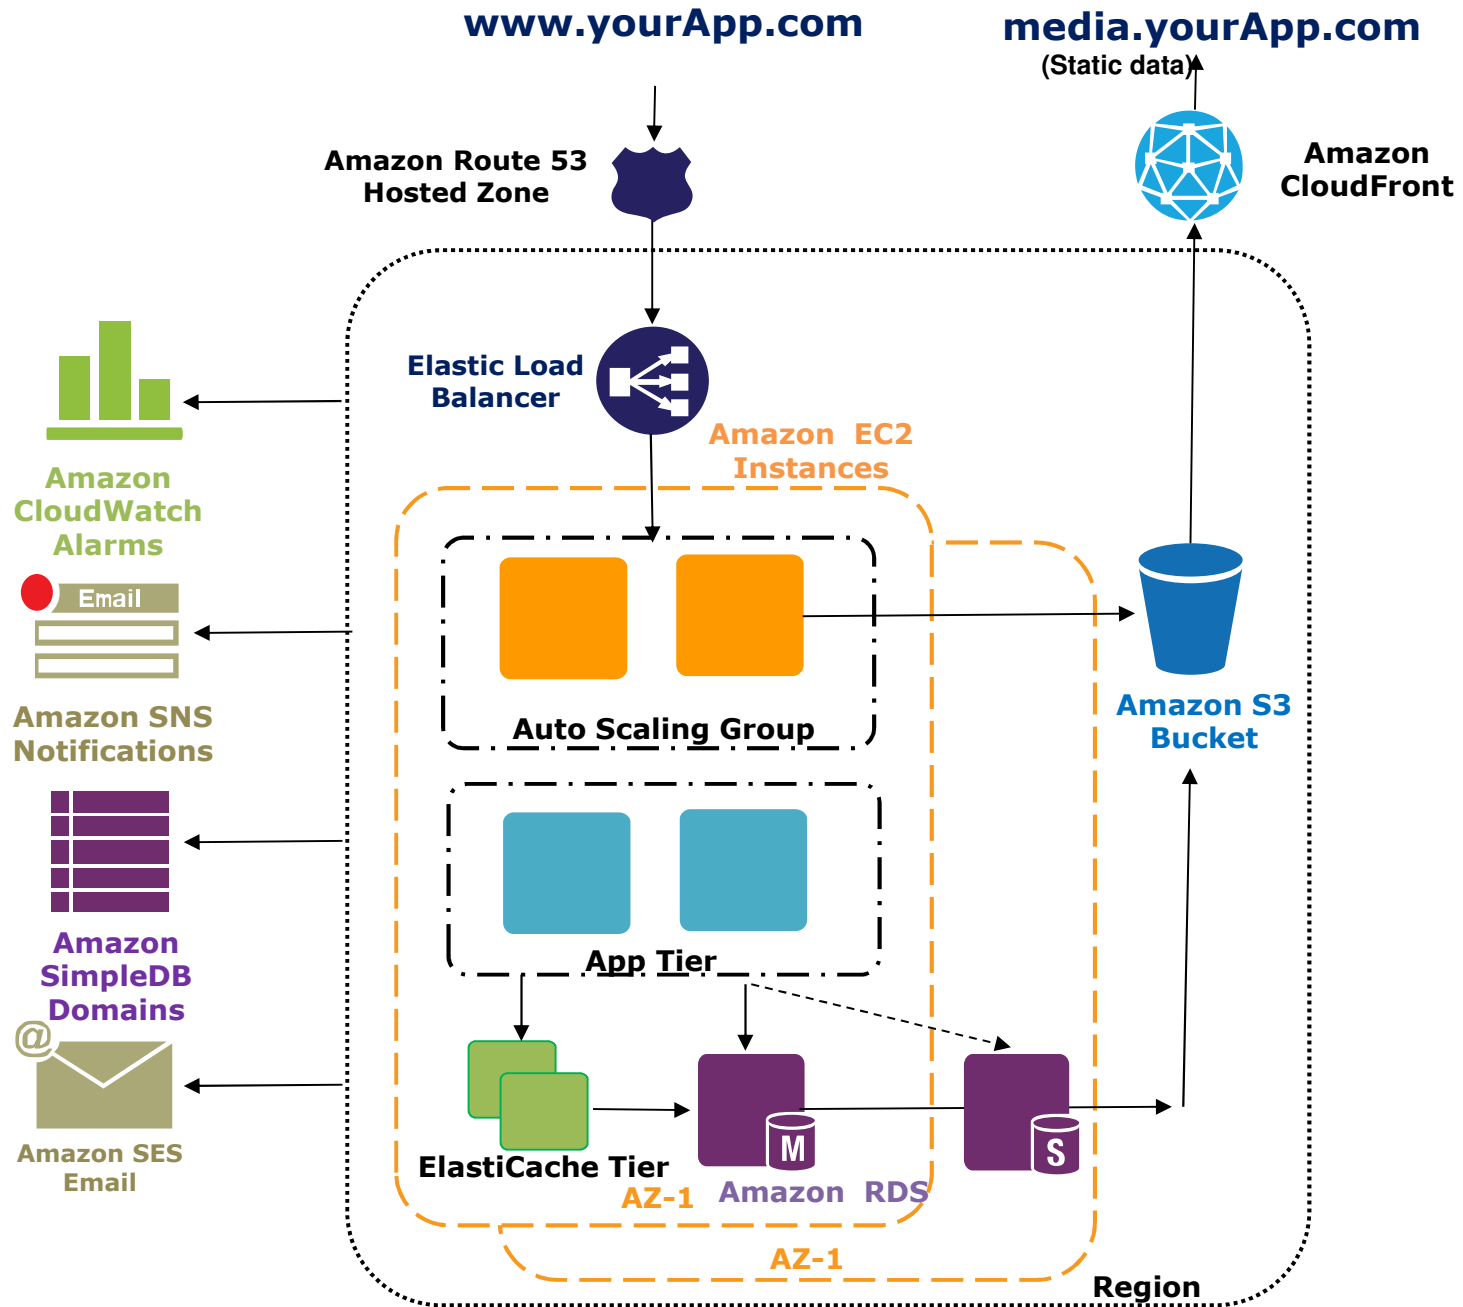 www.yourApp.com
media.yourApp.com
(Static data)
Amazon Route 53
Hosted Zone
Amazon
CloudFront
Elastic Load
Balancer
Amazon EC2
Instances
Amazon
CloudWatch
Alarms
Email
Amazon SNS
Notifications
Auto Scaling Group
Amazon S3
Bucket
Amazon
SimpleDB
Domains
App Tier
@
Amazon SES
Email
ElastiCache Tier
M
S
AZ-1
Amazon RDS
AZ-1
Region